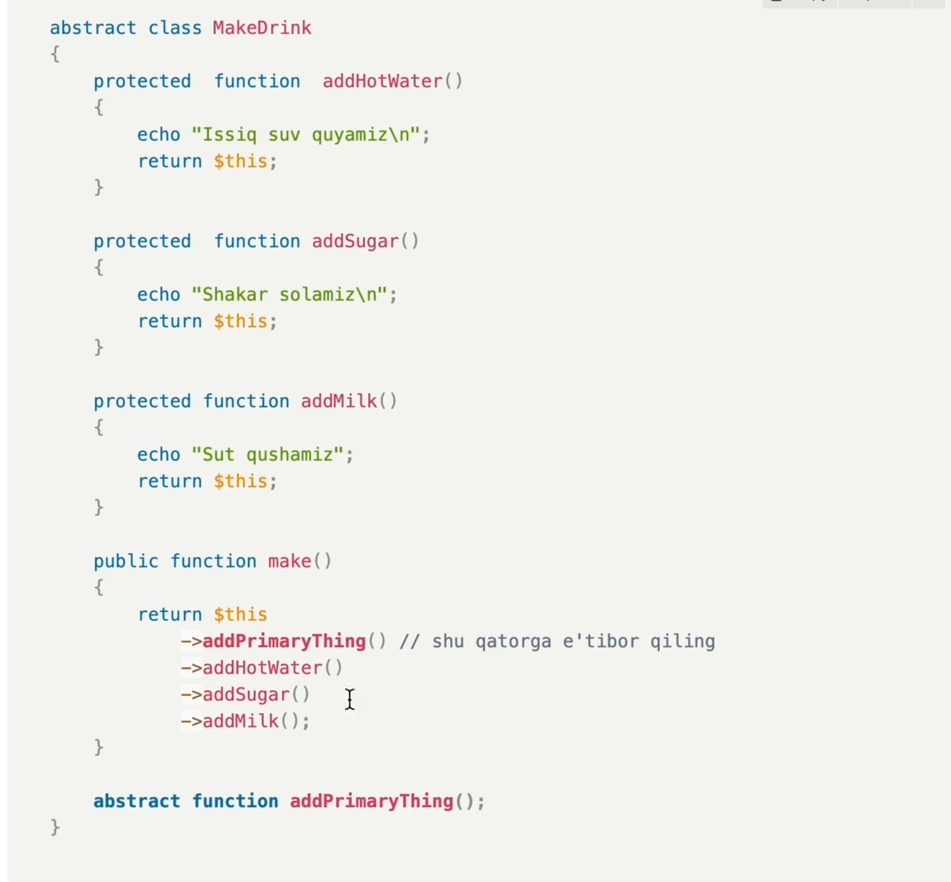 abstract class MakeDrink
{
    protected  function  addHotWater()
    {
        echo "Issiq suv quyamiz\n";
        return $this;
    }
    protected  function addSugar()
    {
        echo "Shakar solamiz\n";
        return $this;
    }
    protected function addMilk()
    {
        echo "Sut qushamiz";
        return $this;
    }
    public function make()
    {
        return $this
            ->addPrimaryThing() // shu qatorga e'tibor qiling
            ->addHotWater()
            ->addSugar()
            ->addMilk();
    }
    abstract function addPrimaryThing();
}